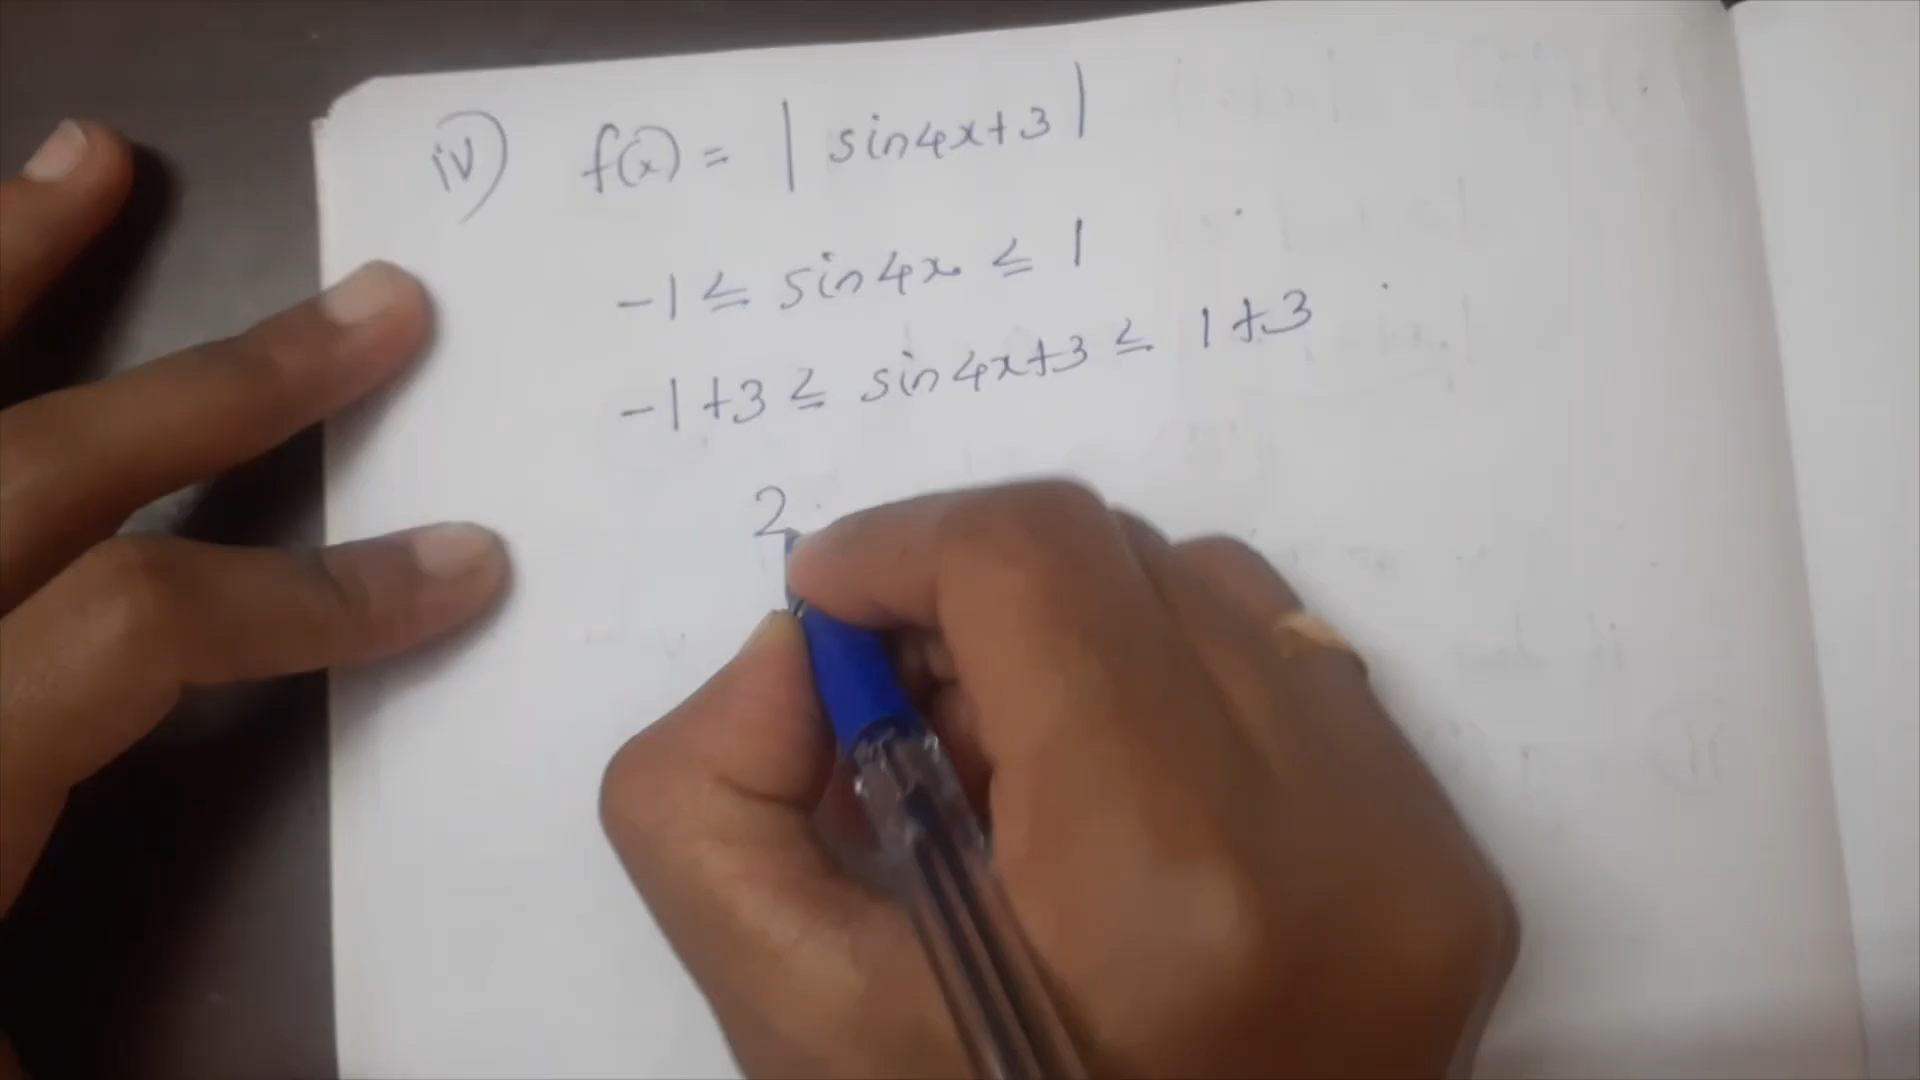 iv) f(x) = | sin4x+3 |
-1 ≤ sin4x ≤ 1
-1+3 ≤ sin4x+3 ≤ 1+3
2